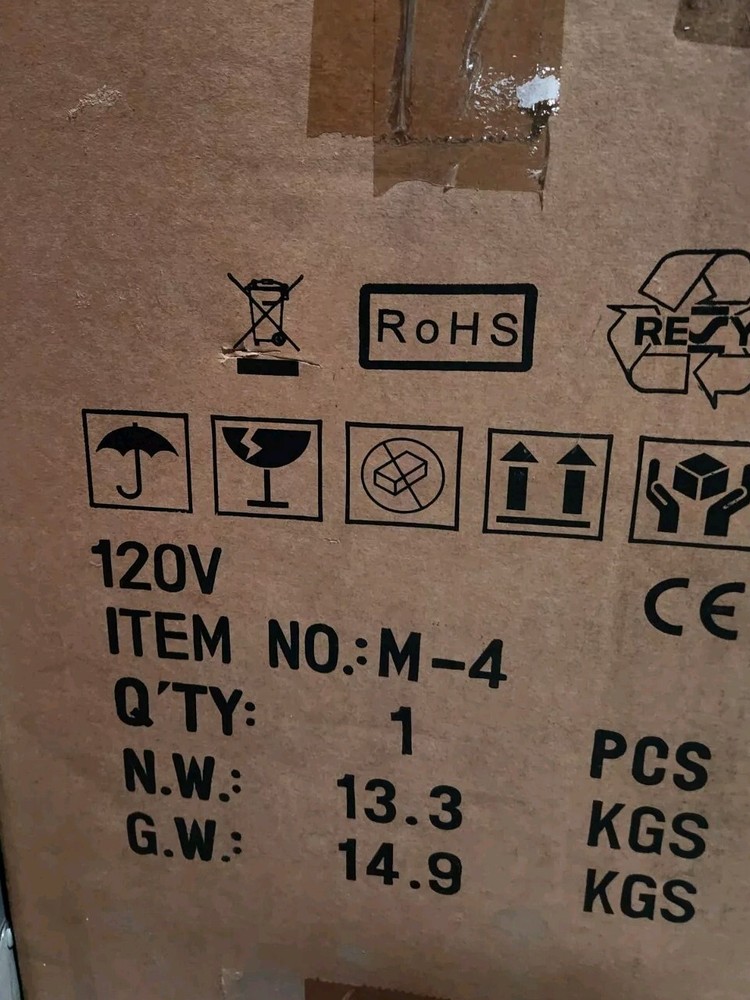 RoHS
RESY
120V
CE
ITEM NO.:M-4
Q'TY: 1 PCS
N.W.: 13.3 KGS
G.W.: 14.9 KGS